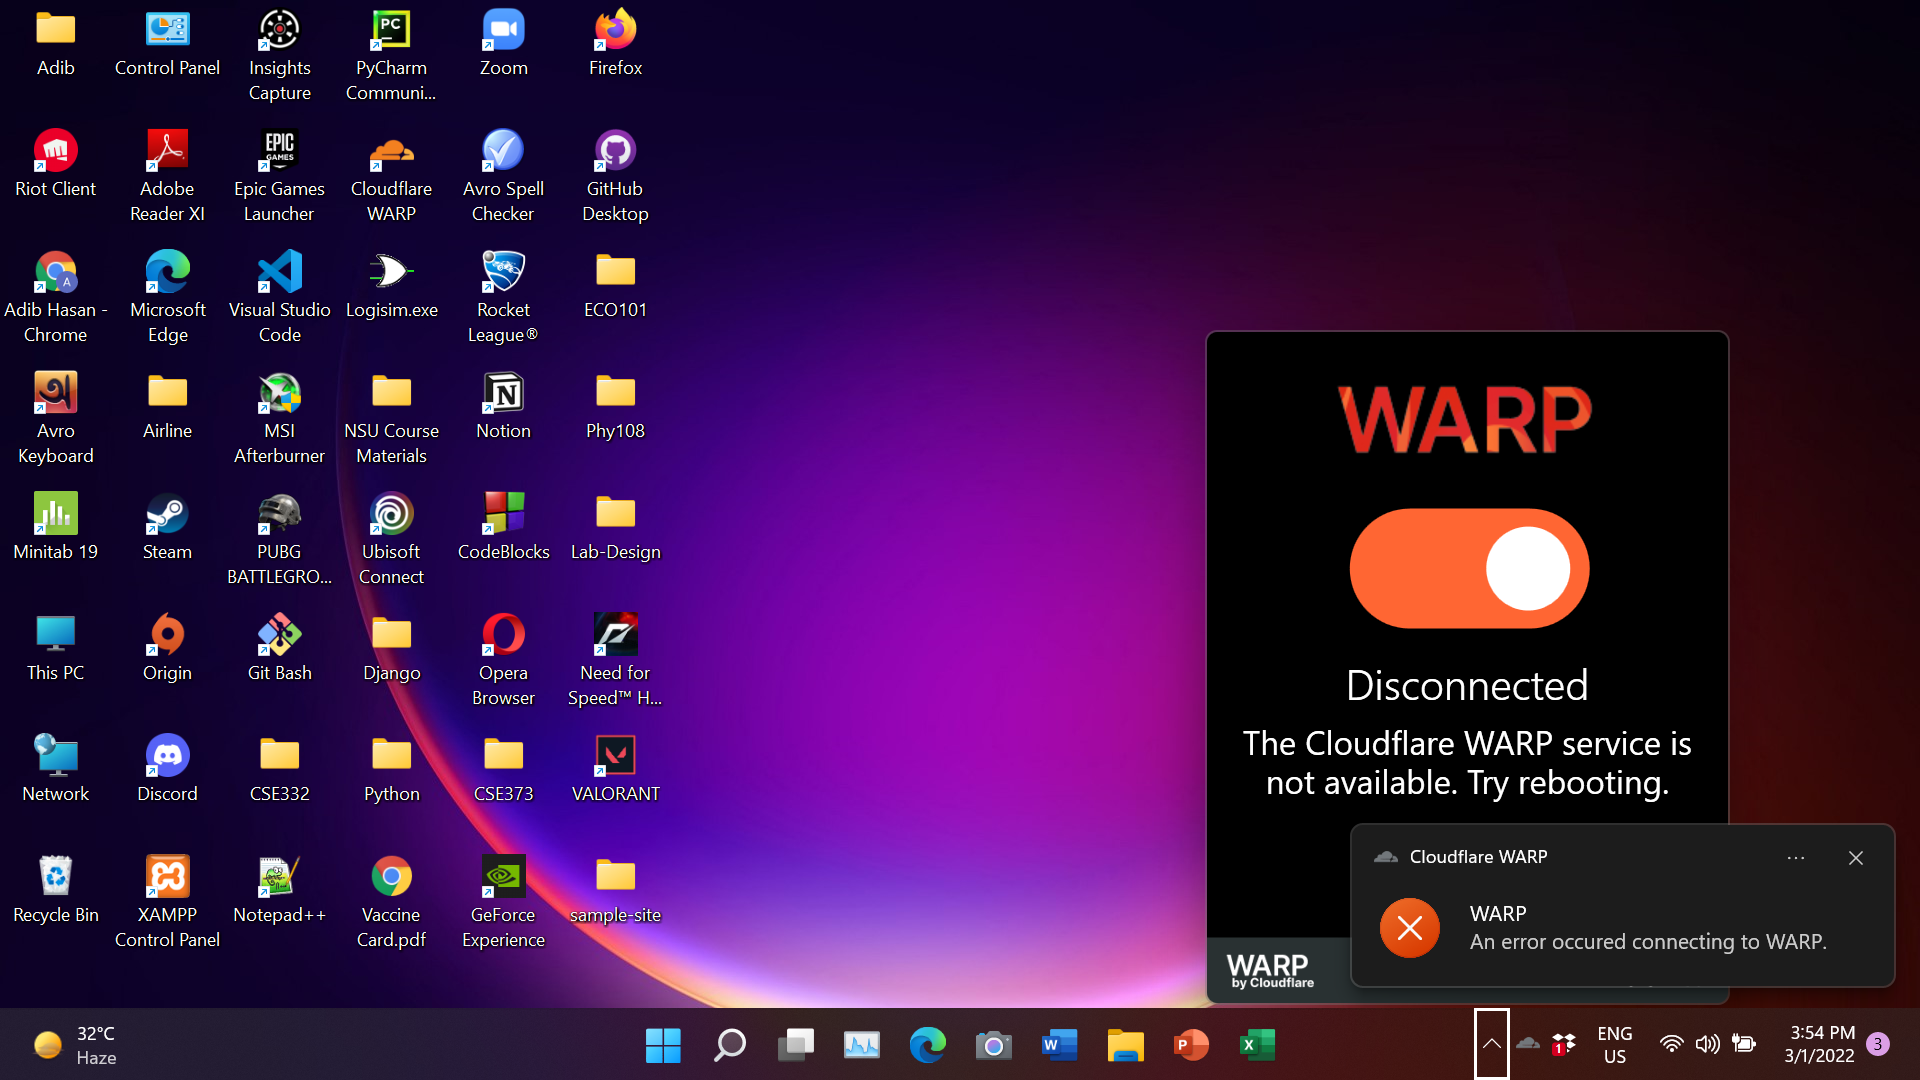 Adib
Control Panel
Insights
Capture
PyCharm
Communi...
Zoom
Firefox
Riot Client
Adobe
Reader XI
Epic Games
Launcher
Cloudflare
WARP
Avro Spell
Checker
GitHub
Desktop
Adib Hasan -
Chrome
Microsoft
Edge
Visual Studio
Code
Logisim.exe
Rocket
League®
ECO101
Avro
Keyboard
Airline
MSI
Afterburner
NSU Course
Materials
Notion
Phy108
Minitab 19
Steam
PUBG
BATTLEGRO...
Ubisoft
Connect
CodeBlocks
Lab-Design
This PC
Origin
Git Bash
Django
Opera
Browser
Need for
Speed™ H...
Network
Discord
CSE332
Python
CSE373
VALORANT
Recycle Bin
XAMPP
Control Panel
Notepad++
Vaccine
Card.pdf
GeForce
Experience
sample-site
WARP
Disconnected
The Cloudflare WARP service is
not available. Try rebooting.
WARP
by Cloudflare
Cloudflare WARP
WARP
An error occured connecting to WARP.
32°C
Haze
ENG
US
3:54 PM
3/1/2022
3